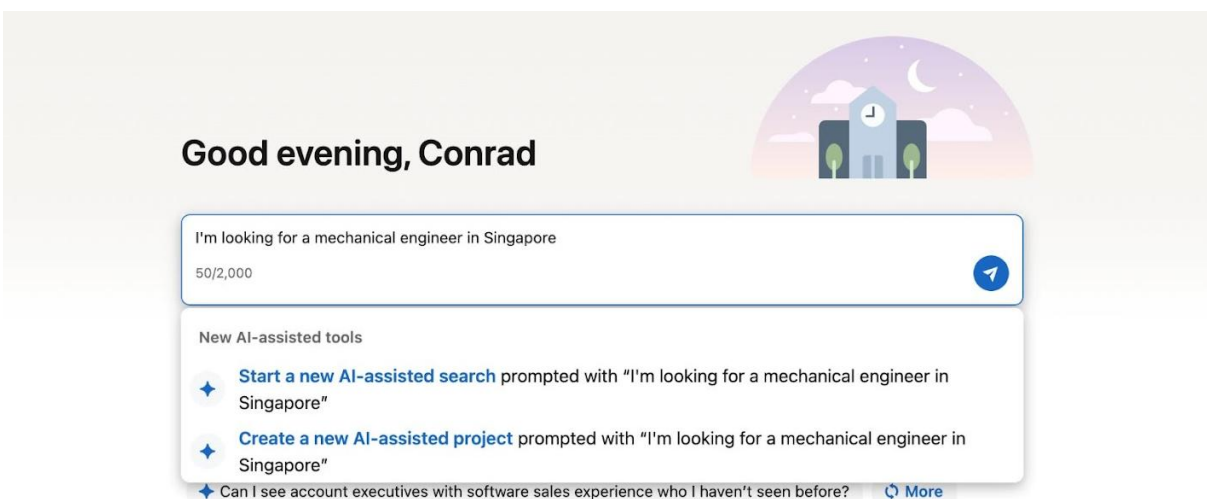 Good evening, Conrad
I'm looking for a mechanical engineer in Singapore
50/2,000
New AI-assisted tools
Start a new AI-assisted search prompted with “I'm looking for a mechanical engineer in
Singapore”
Create a new AI-assisted project prompted with “I'm looking for a mechanical engineer in
Singapore”
Can I see account executives with software sales experience who I haven’t seen before? More